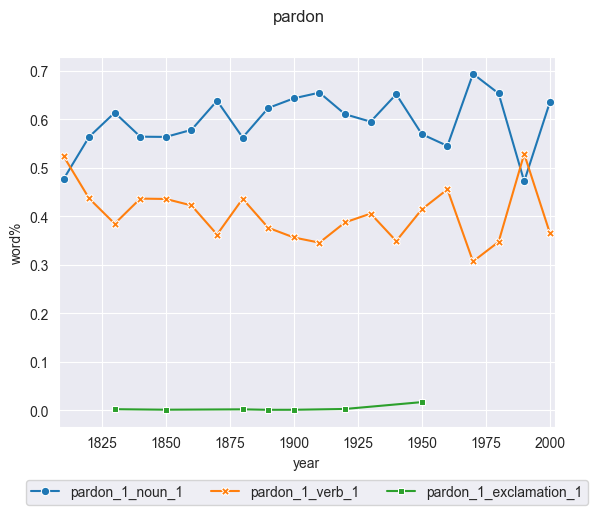 pardon
0.7
0.6
0.5
0.4
0.3
0.2
0.1
0.0
word%
1825 1850 1875 1900 1925 1950 1975 2000
year
pardon_1_noun_1 pardon_1_verb_1 pardon_1_exclamation_1